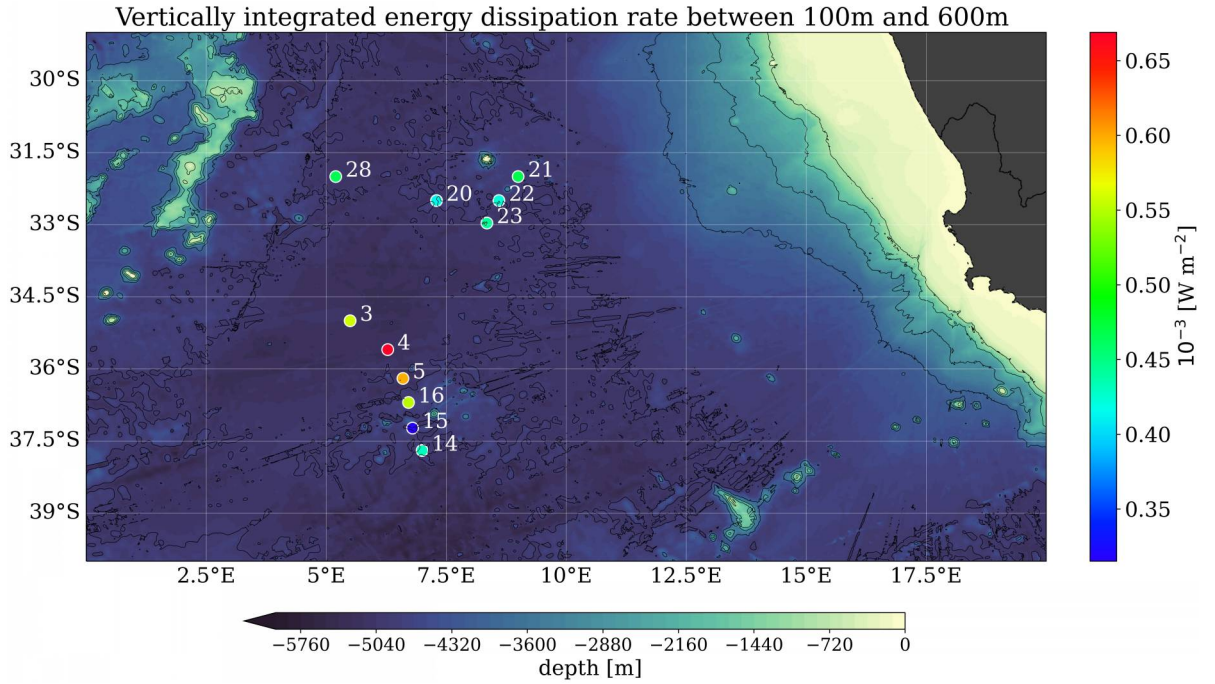 Vertically integrated energy dissipation rate between 100m and 600m
30°S
31.5°S
33°S
34.5°S
36°S
37.5°S
39°S
28
20
21
22
23
3
4
5
16
15
14
2.5°E 5°E 7.5°E 10°E 12.5°E 15°E 17.5°E
0.65
0.60
0.55
0.50
0.45
0.40
0.35
10⁻³ [W m⁻²]
−5760 −5040 −4320 −3600 −2880 −2160 −1440 −720 0
depth [m]